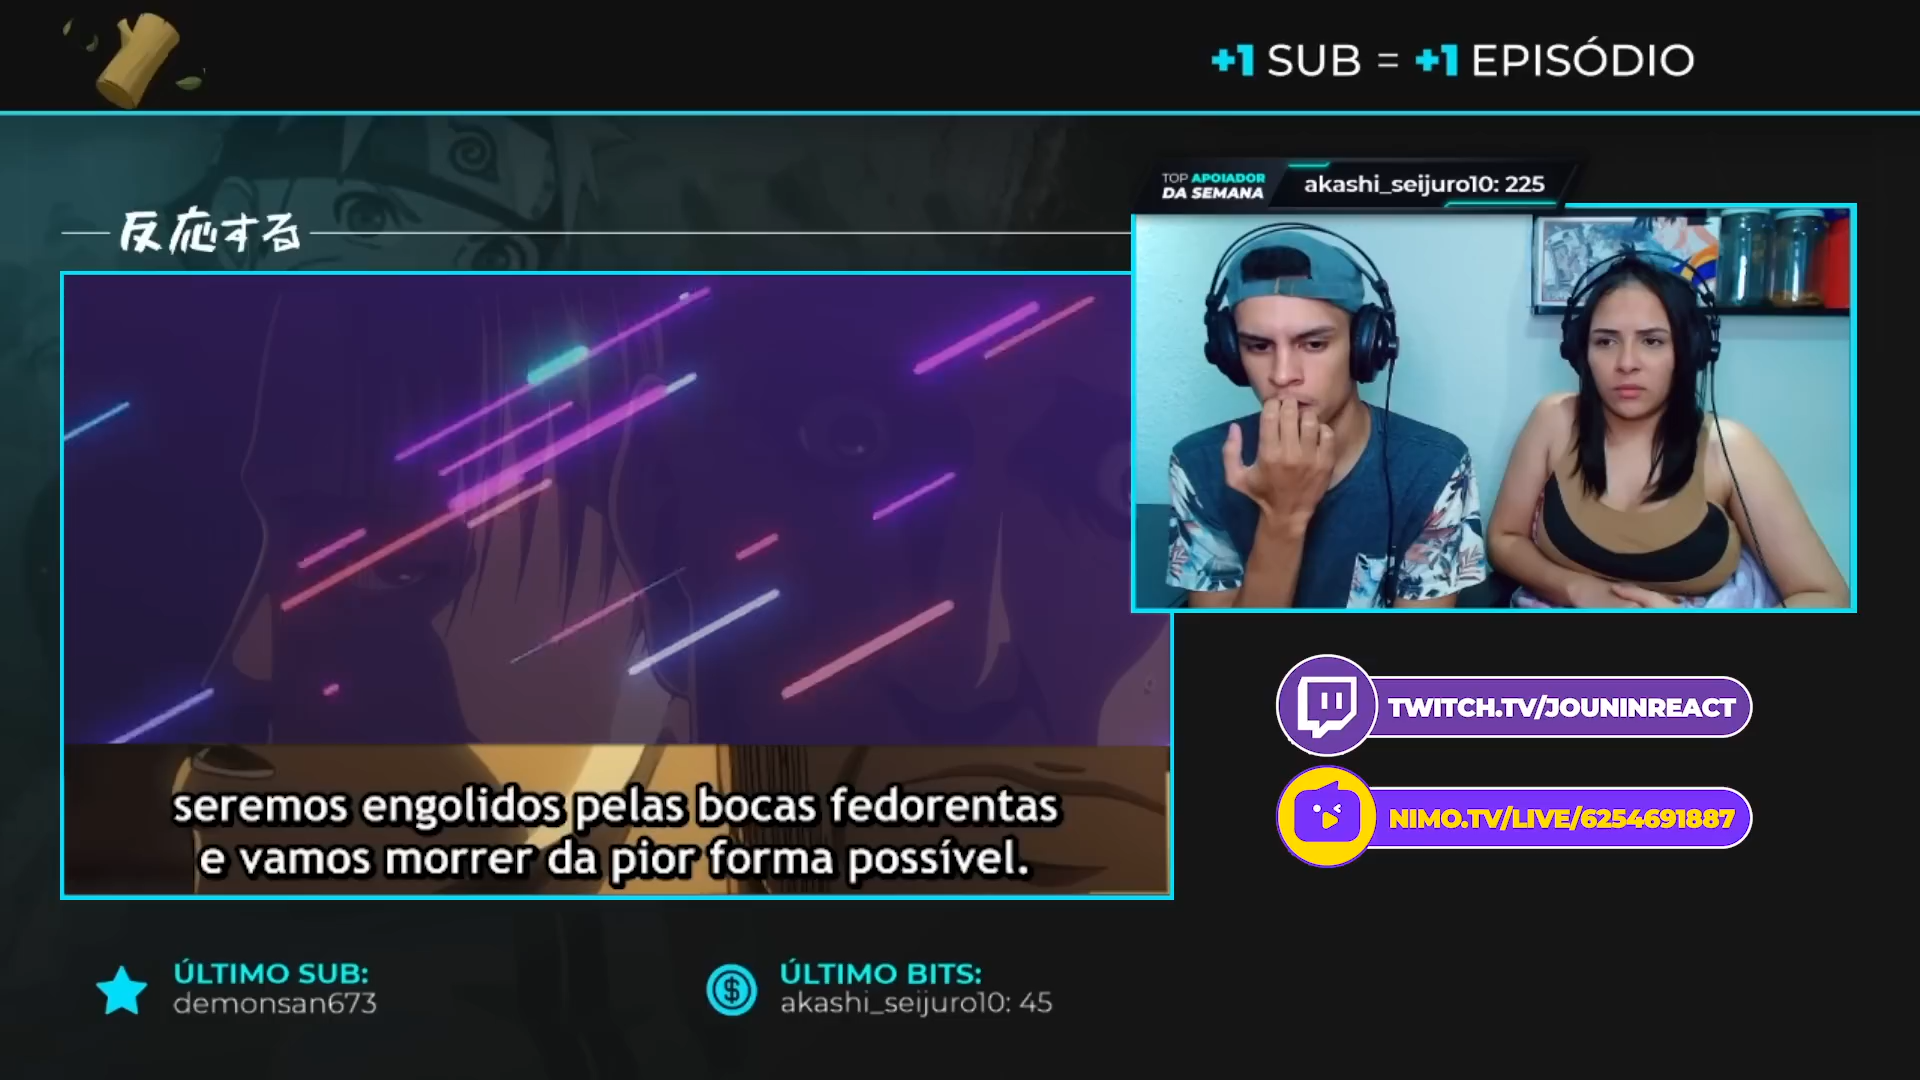 +1 SUB = +1 EPISÓDIO
TOP APOIADOR
DA SEMANA
akashi_seijuro10: 225
反応する
seremos engolidos pelas bocas fedorentas
e vamos morrer da pior forma possível.
TWITCH.TV/JOUNINREACT
NIMO.TV/LIVE/6254691887
ÚLTIMO SUB:
demonsan673
ÚLTIMO BITS:
akashi_seijuro10: 45